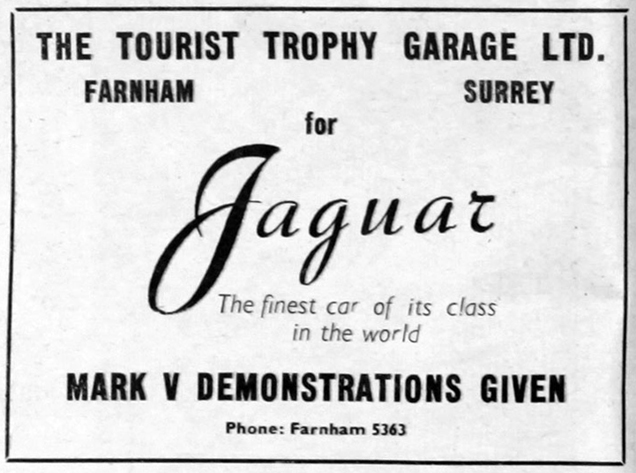 THE TOURIST TROPHY GARAGE LTD.
FARNHAM SURREY
for
Jaguar
The finest car of its class
in the world
MARK V DEMONSTRATIONS GIVEN
Phone: Farnham 5363